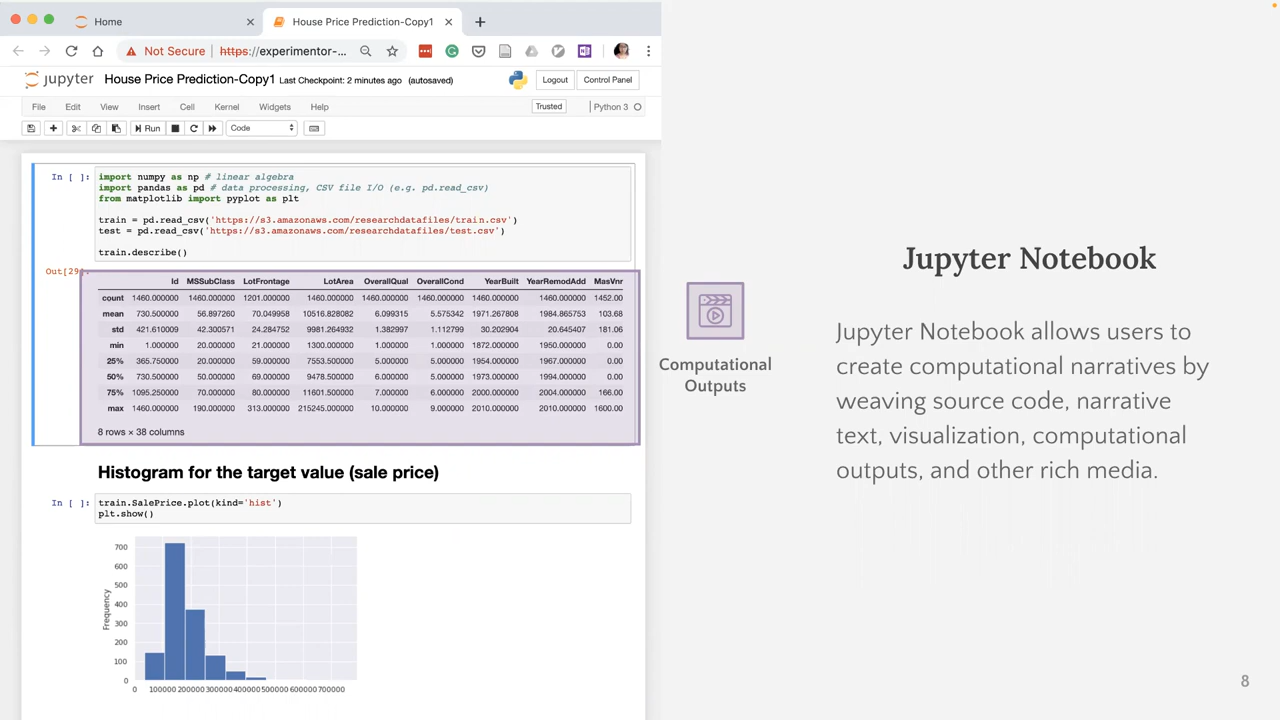 Home
House Price Prediction-Copy1
Not Secure
https://experimentor-...
jupyter
House Price Prediction-Copy1 Last Checkpoint: 2 minutes ago (autosaved)
Logout
Control Panel
File Edit View Insert Cell Kernel Widgets Help
Trusted
Python 3
Run
Code
In [ ]:
import numpy as np # linear algebra
import pandas as pd # data processing, CSV file I/O (e.g. pd.read_csv)
from matplotlib import pyplot as plt
train = pd.read_csv('https://s3.amazonaws.com/researchdatafiles/train.csv')
test = pd.read_csv('https://s3.amazonaws.com/researchdatafiles/test.csv')
train.describe()
Out[29]:
Id MSSubClass LotFrontage LotArea OverallQual OverallCond YearBuilt YearRemodAdd MasVnr
count 1460.000000 1460.000000 1201.000000 1460.000000 1460.000000 1460.000000 1460.000000 1460.000000 1452.00
mean 730.500000 56.897260 70.049958 10516.828082 6.099315 5.575342 1971.267808 1984.865753 103.68
std 421.610009 42.300571 24.284752 9981.264932 1.382997 1.112799 30.202904 20.645407 181.06
min 1.000000 20.000000 21.000000 1300.000000 1.000000 1.000000 1872.000000 1950.000000 0.00
25% 365.750000 20.000000 59.000000 7553.500000 5.000000 5.000000 1954.000000 1967.000000 0.00
50% 730.500000 50.000000 69.000000 9478.500000 6.000000 5.000000 1973.000000 1994.000000 0.00
75% 1095.250000 70.000000 80.000000 11601.500000 7.000000 6.000000 2000.000000 2004.000000 166.00
max 1460.000000 190.000000 313.000000 215245.000000 10.000000 9.000000 2010.000000 2010.000000 1600.00
8 rows × 38 columns
Histogram for the target value (sale price)
In [ ]:
train.SalePrice.plot(kind='hist')
plt.show()
700
600
500
400
300
200
100
0
Frequency
0 100000 200000 300000 400000 500000 600000 700000
Computational
Outputs
Jupyter Notebook
Jupyter Notebook allows users to
create computational narratives by
weaving source code, narrative
text, visualization, computational
outputs, and other rich media.
8